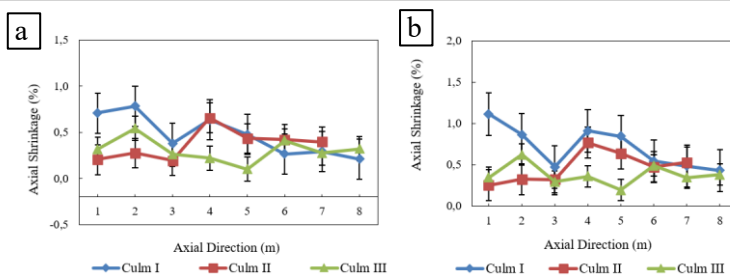 a
1,5
1,0
0,5
0,0
-0,5
Axial Shrinkage (%)
1 2 3 4 5 6 7 8
Axial Direction (m)
Culm I Culm II Culm III
b
2,0
1,5
1,0
0,5
0,0
Axial Shrinkage (%)
1 2 3 4 5 6 7 8
Axial Direction (m)
Culm I Culm II Culm III